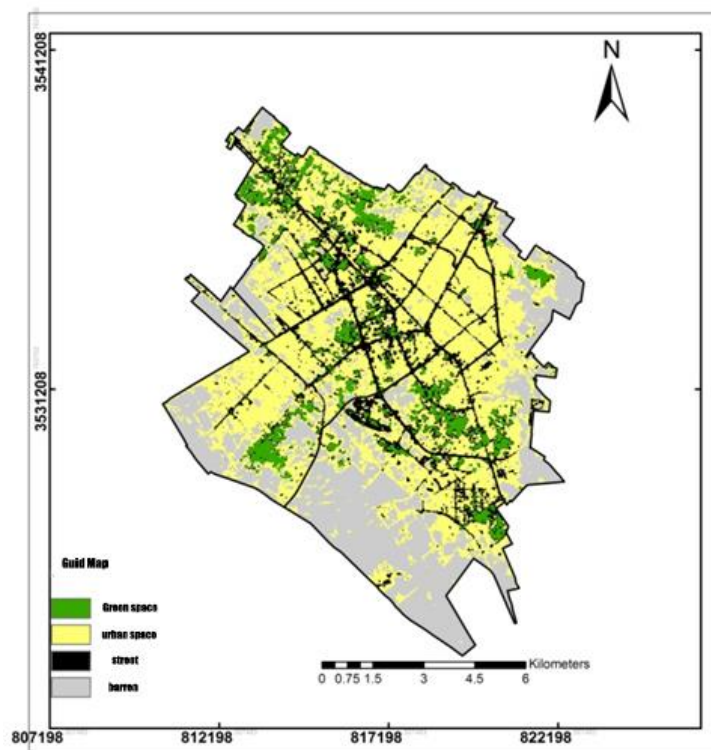 3541208
N
3531208
Guid Map
Green space
urban space
street
barren
Kilometers
0 0.75 1.5 3 4.5 6
807198 812198 817198 822198